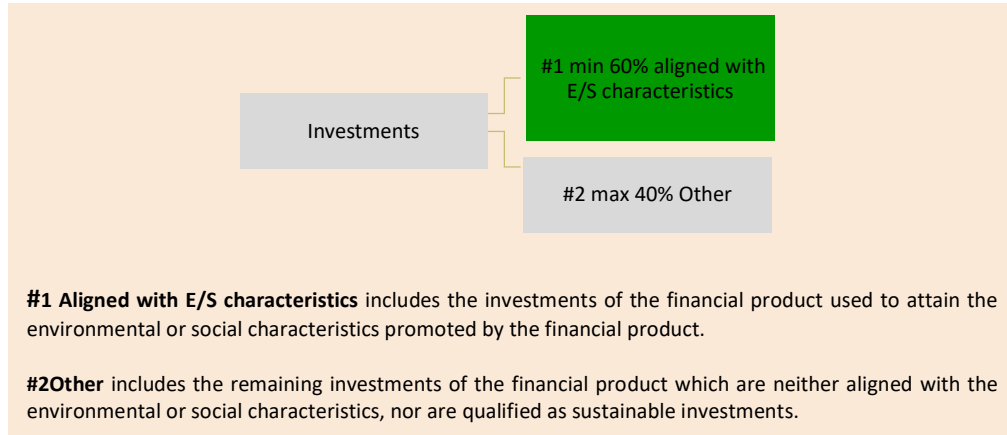 #1 min 60% aligned with
E/S characteristics
Investments
#2 max 40% Other
#1 Aligned with E/S characteristics includes the investments of the financial product used to attain the
environmental or social characteristics promoted by the financial product.
#2Other includes the remaining investments of the financial product which are neither aligned with the
environmental or social characteristics, nor are qualified as sustainable investments.